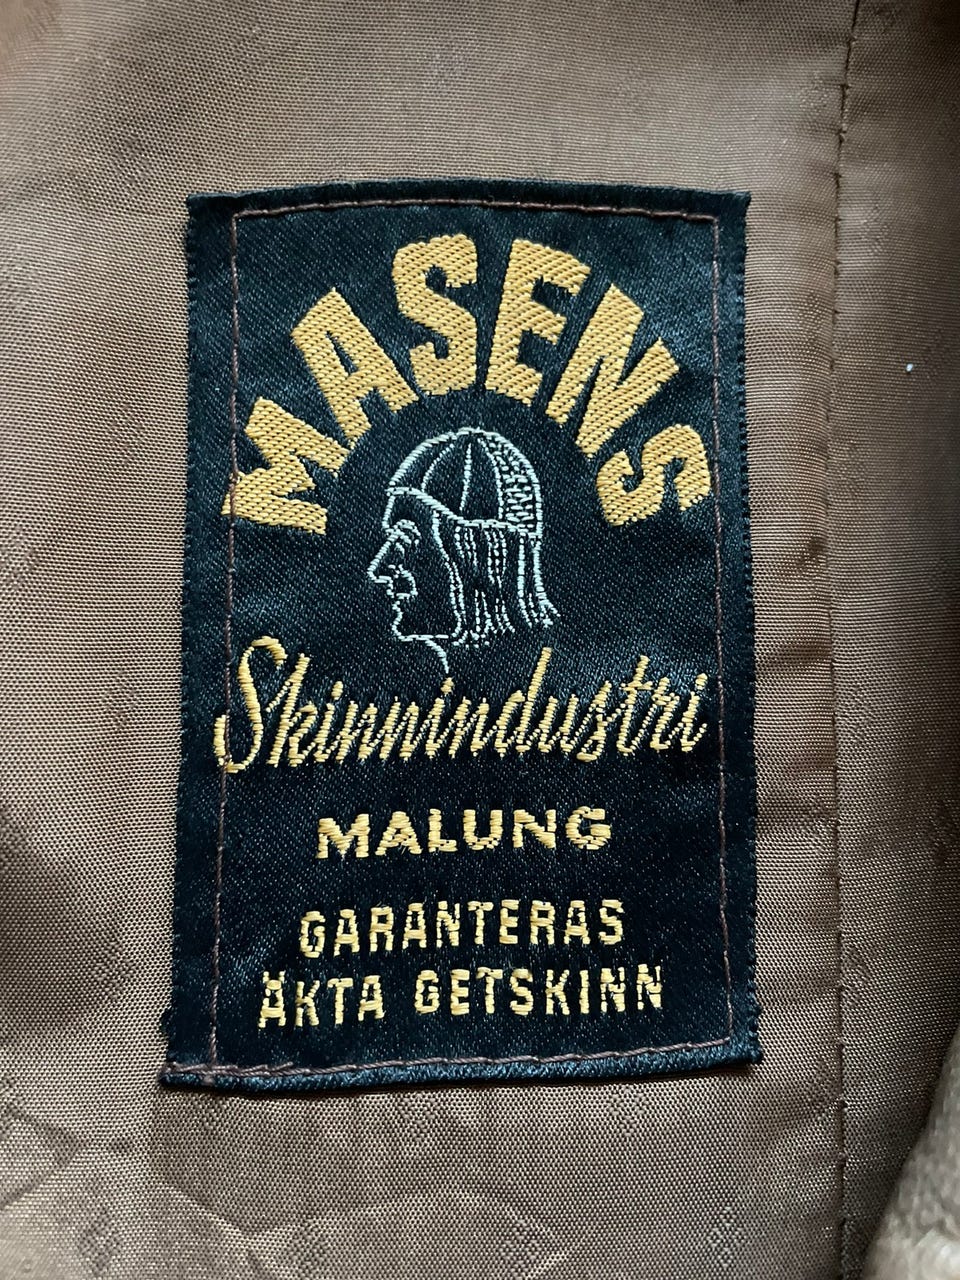 MASENS
Skinnindustri
MALUNG
GARANTERAS
ÄKTA GETSKINN